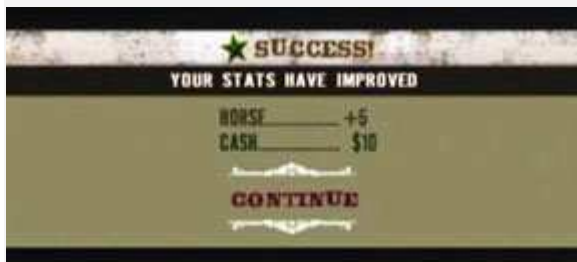 SUCCESS!
YOUR STATS HAVE IMPROVED
HORSE +5
CASH $10
CONTINUE